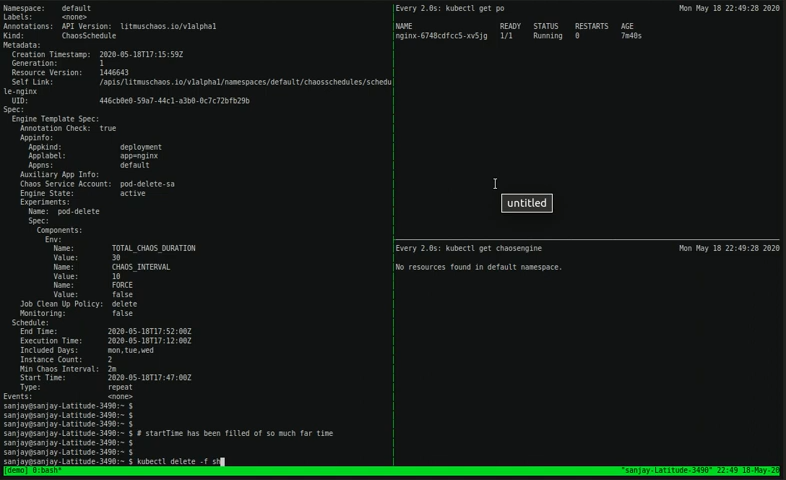 Namespace:    default
Labels:       <none>
Annotations:  API Version:  litmuschaos.io/v1alpha1
Kind:         ChaosSchedule
Metadata:
  Creation Timestamp:  2020-05-18T17:15:59Z
  Generation:          1
  Resource Version:    1446643
  Self Link:           /apis/litmuschaos.io/v1alpha1/namespaces/default/chaosschedules/schedu
le-nginx
  UID:                 446cb0e0-59a7-44c1-a3b0-0c7c72bfb29b
Spec:
  Engine Template Spec:
    Annotation Check:  true
    Appinfo:
      Appkind:              deployment
      Applabel:             app=nginx
      Appns:                default
    Auxiliary App Info:
    Chaos Service Account:  pod-delete-sa
    Engine State:           active
    Experiments:
      Name:  pod-delete
      Spec:
        Components:
          Env:
            Name:         TOTAL_CHAOS_DURATION
            Value:        30
            Name:         CHAOS_INTERVAL
            Value:        10
            Name:         FORCE
            Value:        false
    Job Clean Up Policy:  delete
    Monitoring:           false
  Schedule:
    End Time:            2020-05-18T17:52:00Z
    Execution Time:      2020-05-18T17:12:00Z
    Included Days:       mon,tue,wed
    Instance Count:      2
    Min Chaos Interval:  2m
    Start Time:          2020-05-18T17:47:00Z
    Type:                repeat
Events:                  <none>
sanjay@sanjay-Latitude-3490:~ $
sanjay@sanjay-Latitude-3490:~ $
sanjay@sanjay-Latitude-3490:~ $
sanjay@sanjay-Latitude-3490:~ $ # startTime has been filled of so much far time
sanjay@sanjay-Latitude-3490:~ $
sanjay@sanjay-Latitude-3490:~ $
sanjay@sanjay-Latitude-3490:~ $ kubectl delete -f sh
Every 2.0s: kubectl get po    Mon May 18 22:49:28 2020
NAME                     READY   STATUS    RESTARTS   AGE
nginx-6748cdfcc5-xv5jg   1/1     Running   0          7m40s
untitled
Every 2.0s: kubectl get chaosengine    Mon May 18 22:49:28 2020
No resources found in default namespace.
[demo] 0:bash*    "sanjay-Latitude-3490" 22:49 18-May-20